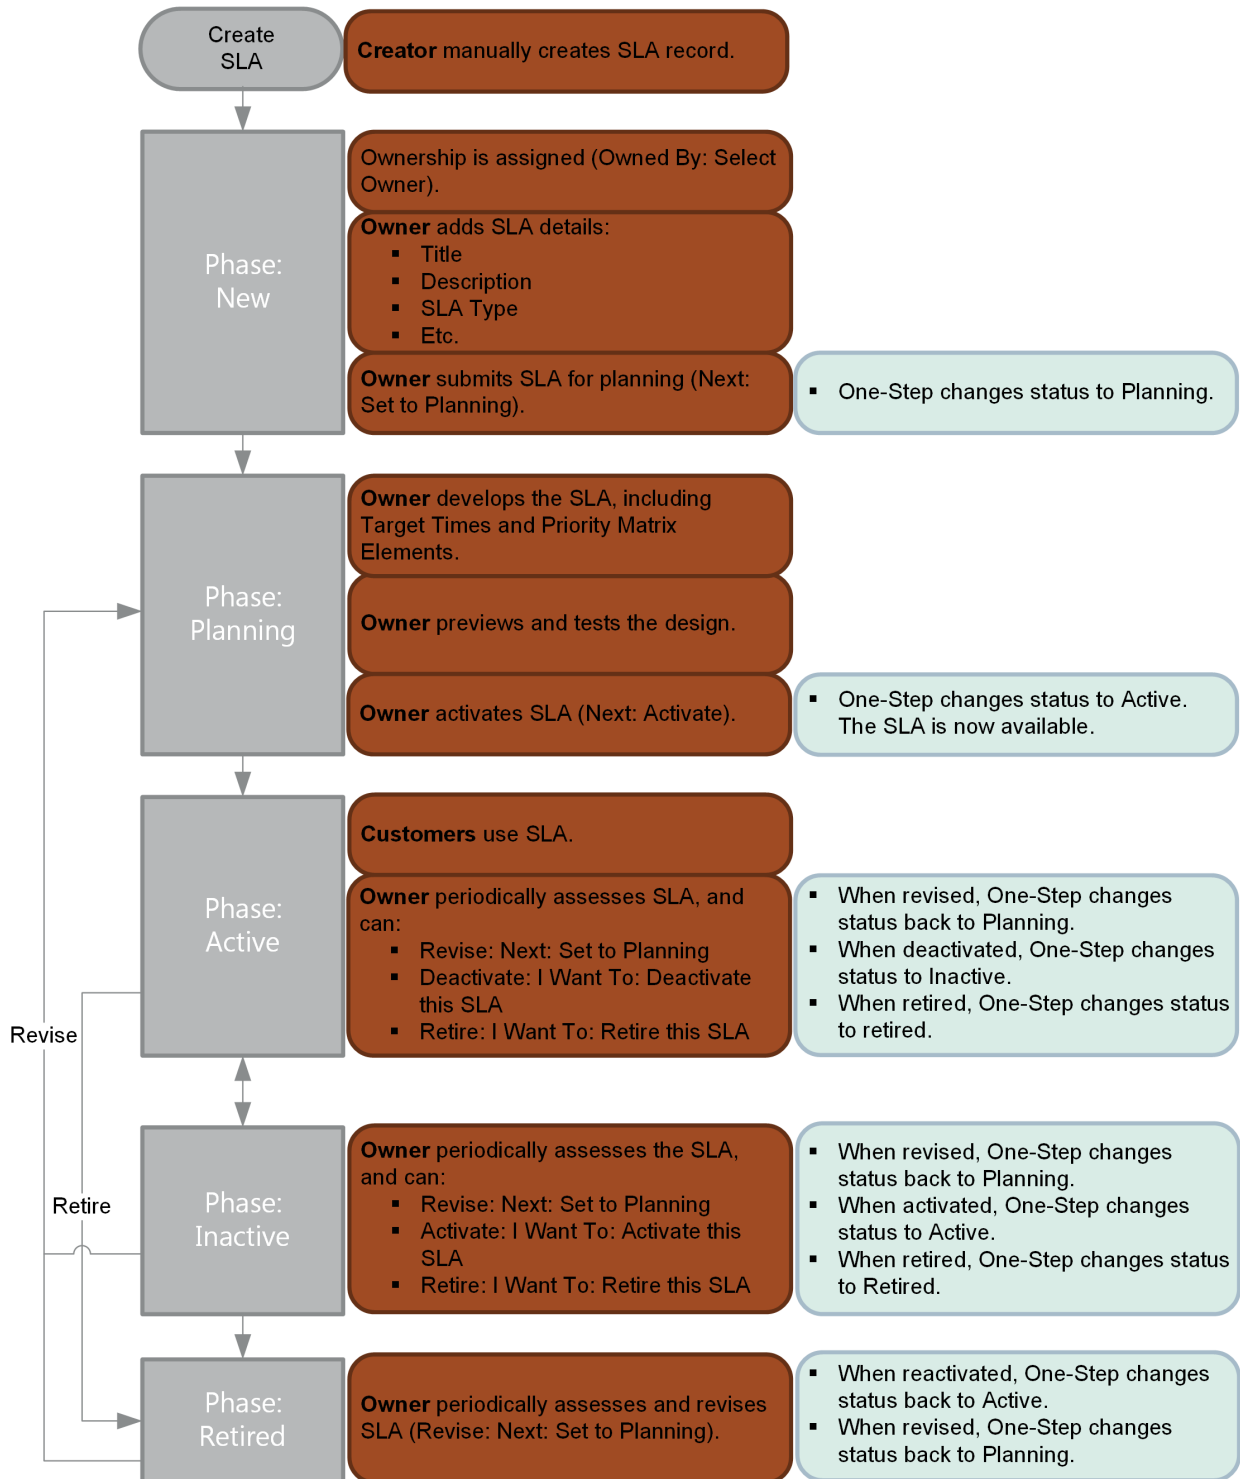 Create
SLA
Creator manually creates SLA record.
Phase:
New
Ownership is assigned (Owned By: Select
Owner).
Owner adds SLA details:
▪ Title
▪ Description
▪ SLA Type
▪ Etc.
Owner submits SLA for planning (Next:
Set to Planning).
▪ One-Step changes status to Planning.
Phase:
Planning
Owner develops the SLA, including
Target Times and Priority Matrix
Elements.
Owner previews and tests the design.
Owner activates SLA (Next: Activate).
▪ One-Step changes status to Active.
The SLA is now available.
Phase:
Active
Customers use SLA.
Owner periodically assesses SLA, and
can:
▪ Revise: Next: Set to Planning
▪ Deactivate: I Want To: Deactivate
this SLA
▪ Retire: I Want To: Retire this SLA
▪ When revised, One-Step changes
status back to Planning.
▪ When deactivated, One-Step changes
status to Inactive.
▪ When retired, One-Step changes status
to retired.
Revise
Retire
Phase:
Inactive
Owner periodically assesses the SLA,
and can:
▪ Revise: Next: Set to Planning
▪ Activate: I Want To: Activate this
SLA
▪ Retire: I Want To: Retire this SLA
▪ When revised, One-Step changes
status back to Planning.
▪ When activated, One-Step changes
status to Active.
▪ When retired, One-Step changes status
to Retired.
Phase:
Retired
Owner periodically assesses and revises
SLA (Revise: Next: Set to Planning).
▪ When reactivated, One-Step changes
status back to Active.
▪ When revised, One-Step changes
status back to Planning.